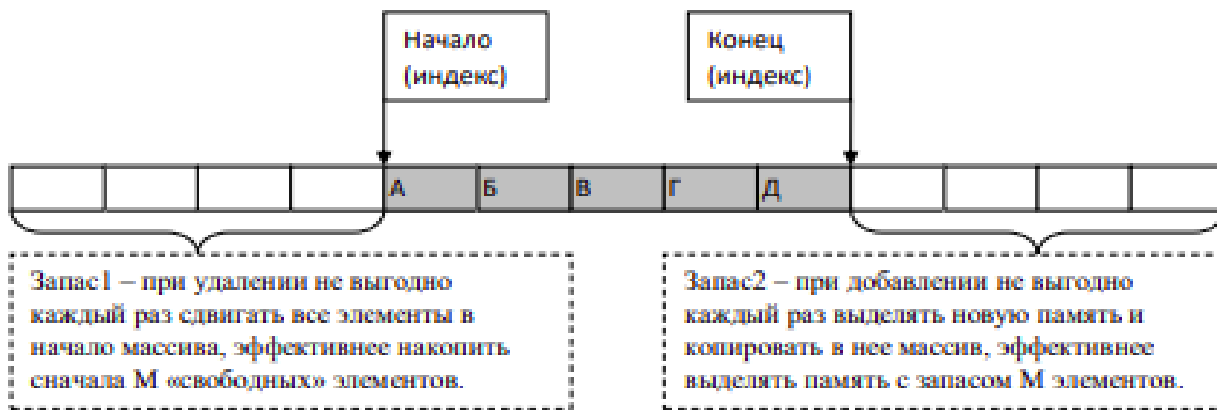 Начало
(индекс)
Конец
(индекс)
А Б В Г Д
Запас1 – при удалении не выгодно
каждый раз сдвигать все элементы в
начало массива, эффективнее накопить
сначала М «свободных» элементов.
Запас2 – при добавлении не выгодно
каждый раз выделять новую память и
копировать в нее массив, эффективнее
выделять память с запасом М элементов.